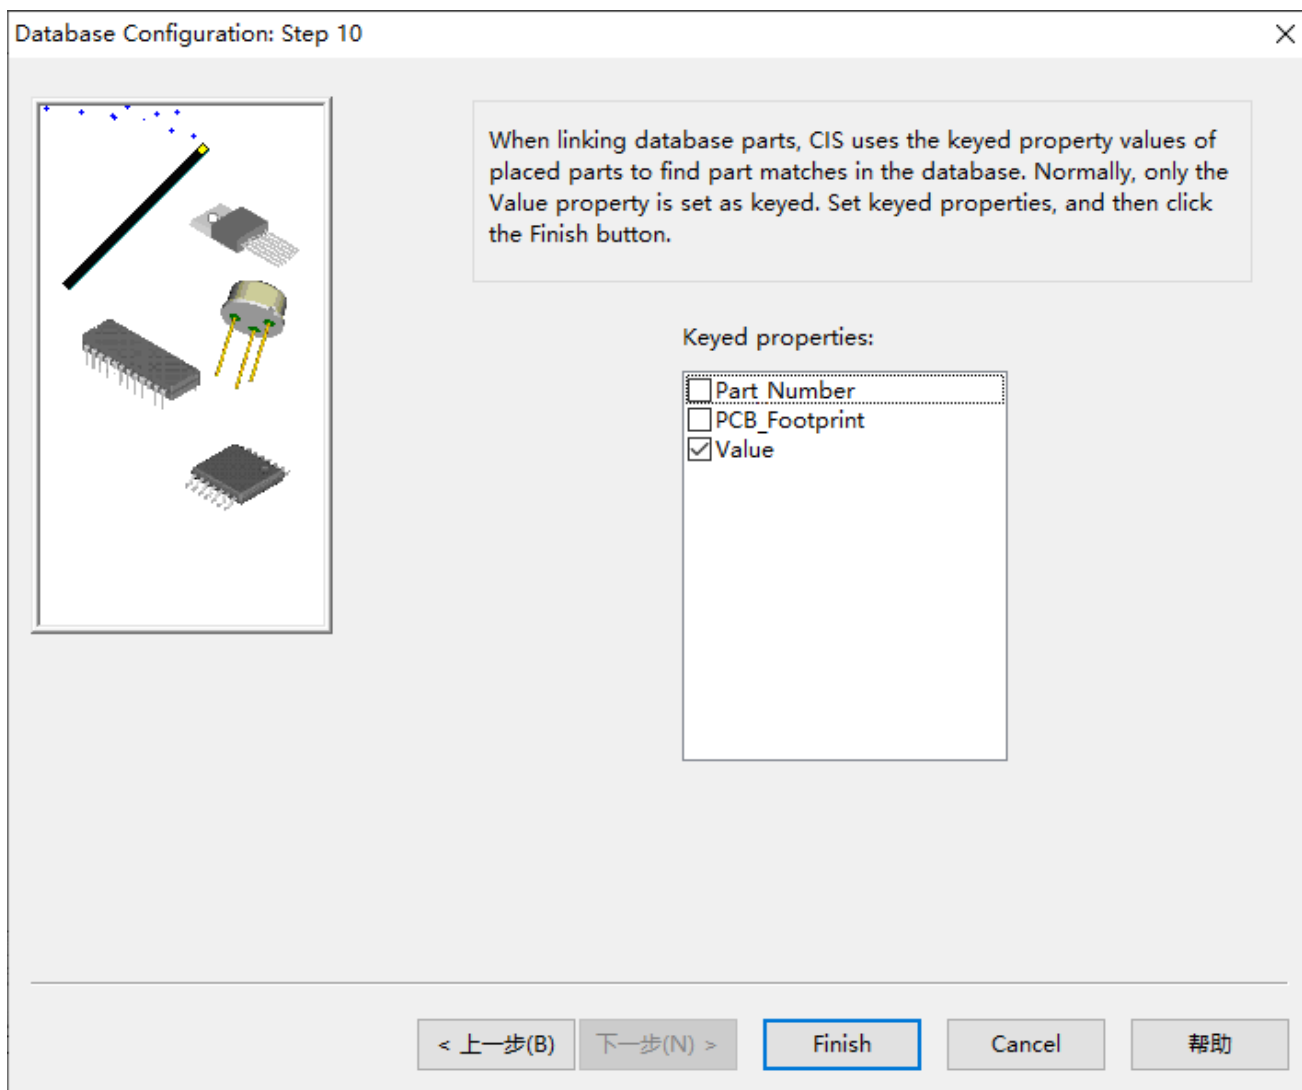 Database Configuration: Step 10
When linking database parts, CIS uses the keyed property values of
placed parts to find part matches in the database. Normally, only the
Value property is set as keyed. Set keyed properties, and then click
the Finish button.
Keyed properties:
Part_Number
PCB_Footprint
Value
< 上一步(B)
下一步(N) >
Finish
Cancel
帮助